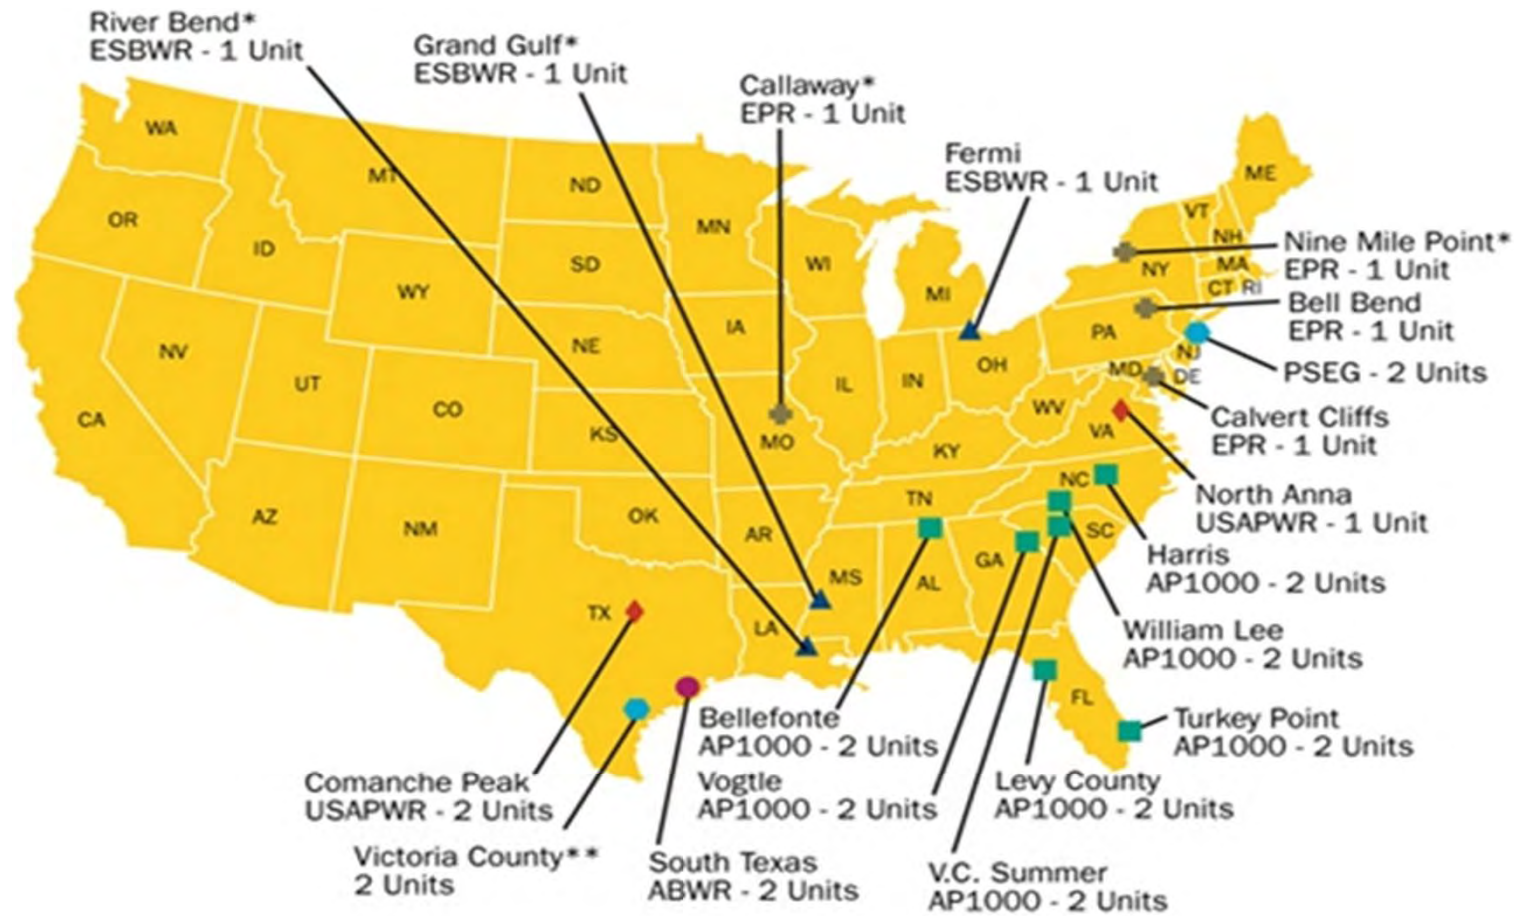 River Bend*
ESBWR - 1 Unit
Grand Gulf*
ESBWR - 1 Unit
Callaway*
EPR - 1 Unit
Fermi
ESBWR - 1 Unit
Nine Mile Point*
EPR - 1 Unit
Bell Bend
EPR - 1 Unit
PSEG - 2 Units
Calvert Cliffs
EPR - 1 Unit
North Anna
USAPWR - 1 Unit
Harris
AP1000 - 2 Units
William Lee
AP1000 - 2 Units
Turkey Point
AP1000 - 2 Units
Levy County
AP1000 - 2 Units
V.C. Summer
AP1000 - 2 Units
Bellefonte
AP1000 - 2 Units
Vogtle
AP1000 - 2 Units
South Texas
ABWR - 2 Units
Comanche Peak
USAPWR - 2 Units
Victoria County**
2 Units
WA
MT
ND
MN
ME
OR
ID
SD
WI
VT
NH
WY
MI
NY
MA
CT RI
NV
NE
IA
PA
UT
CO
IL
IN
OH
NJ
MD
DE
CA
KS
MO
WV
VA
KY
AZ
NM
OK
AR
TN
NC
SC
TX
LA
MS
AL
GA
FL